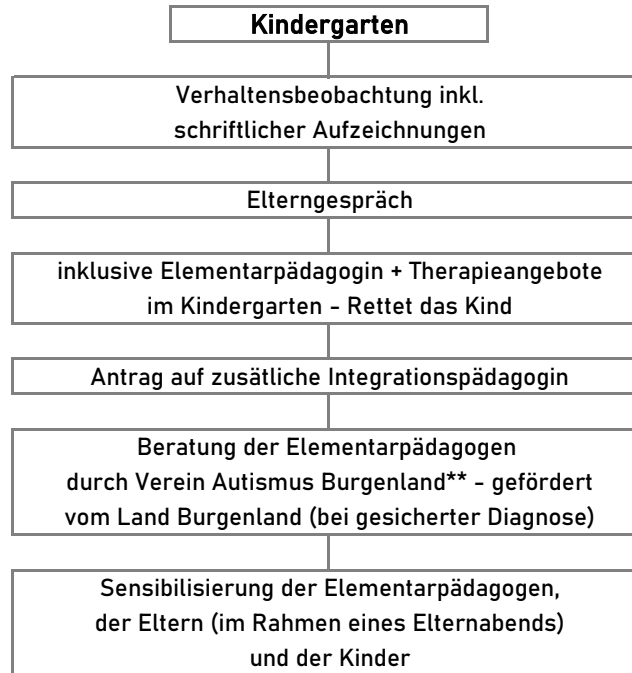 Kindergarten
Verhaltensbeobachtung inkl.
schriftlicher Aufzeichnungen
Elterngespräch
inklusive Elementarpädagogin + Therapieangebote
im Kindergarten - Rettet das Kind
Antrag auf zusätliche Integrationspädagogin
Beratung der Elementarpädagogen
durch Verein Autismus Burgenland** - gefördert
vom Land Burgenland (bei gesicherter Diagnose)
Sensibilisierung der Elementarpädagogen,
der Eltern (im Rahmen eines Elternabends)
und der Kinder